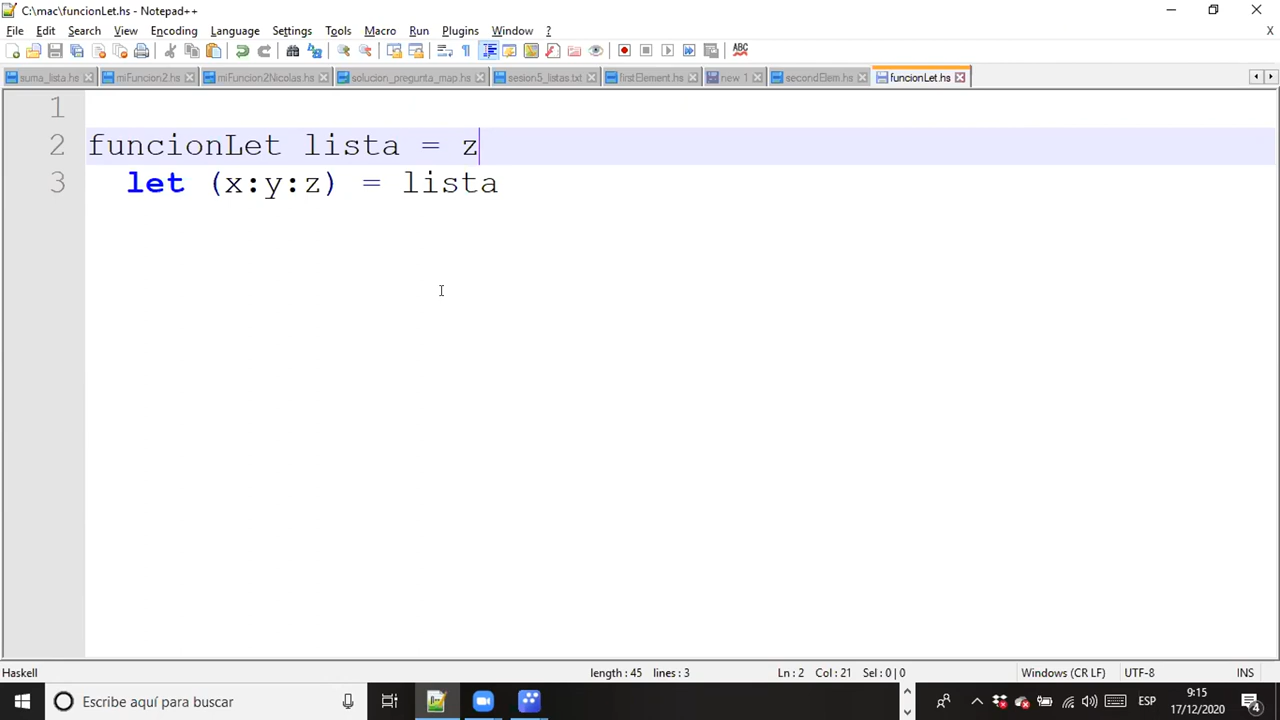 C:\mac\funcionLet.hs - Notepad++
File Edit Search View Encoding Language Settings Tools Macro Run Plugins Window ? X
ABC
suma_lista.hs miFuncion2.hs miFuncion2Nicolas.hs solucion_pregunta_map.hs sesion5_listas.txt firstElement.hs new 1 secondElem.hs funcionLet.hs
1
2 funcionLet lista = z
3 let (x:y:z) = lista
Haskell length : 45 lines : 3 Ln : 2 Col : 21 Sel : 0 | 0 Windows (CR LF) UTF-8 INS
Escribe aquí para buscar ESP 9:15
17/12/2020 4